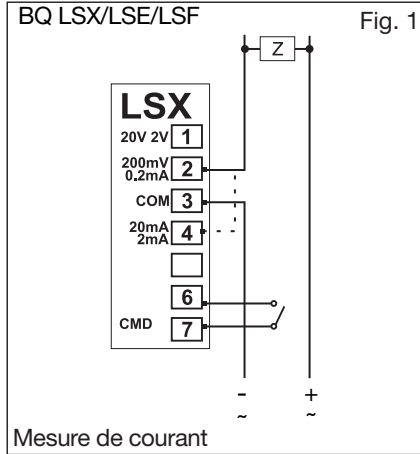 BQ LSX/LSE/LSF
Fig. 1
Z
LSX
20V 2V 1
200mV
0.2mA 2
COM 3
20mA
2mA 4
6
CMD 7
- +
~ ~
Mesure de courant